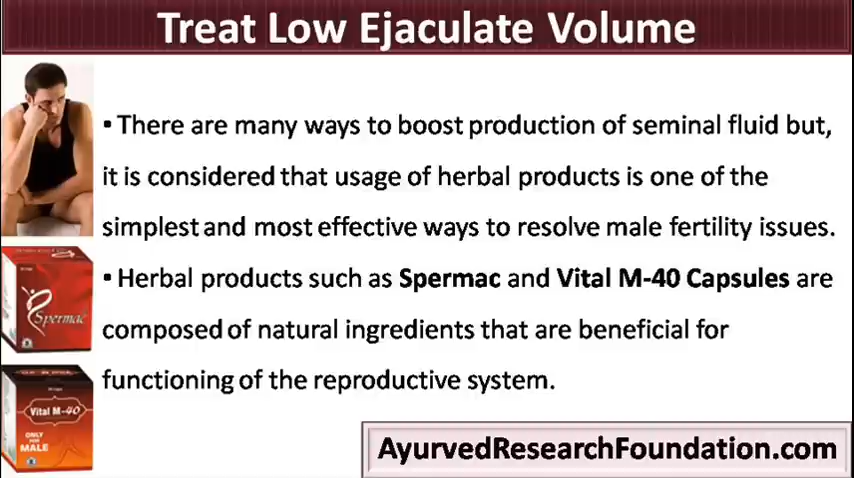 Treat Low Ejaculate Volume
▪ There are many ways to boost production of seminal fluid but,
it is considered that usage of herbal products is one of the
simplest and most effective ways to resolve male fertility issues.
▪ Herbal products such as Spermac and Vital M-40 Capsules are
composed of natural ingredients that are beneficial for
functioning of the reproductive system.
Spermac
Vital M-40
ONLY
FOR
MALE
AyurvedResearchFoundation.com